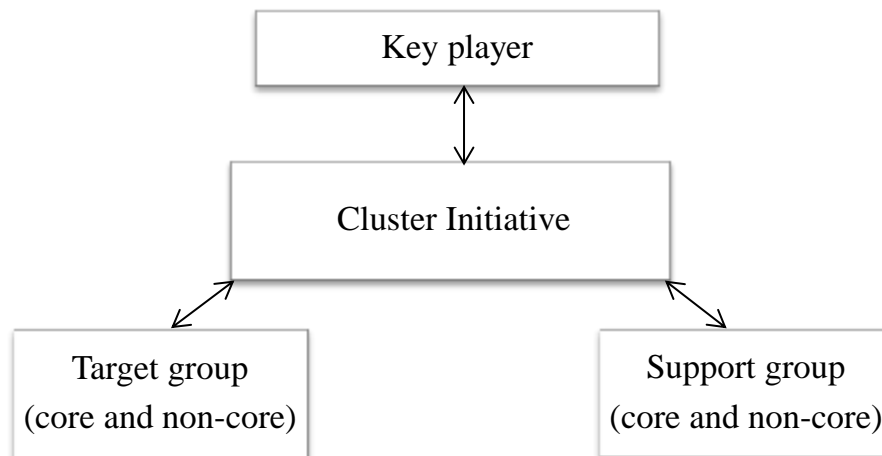 Key player
Cluster Initiative
Target group
(core and non-core)
Support group
(core and non-core)